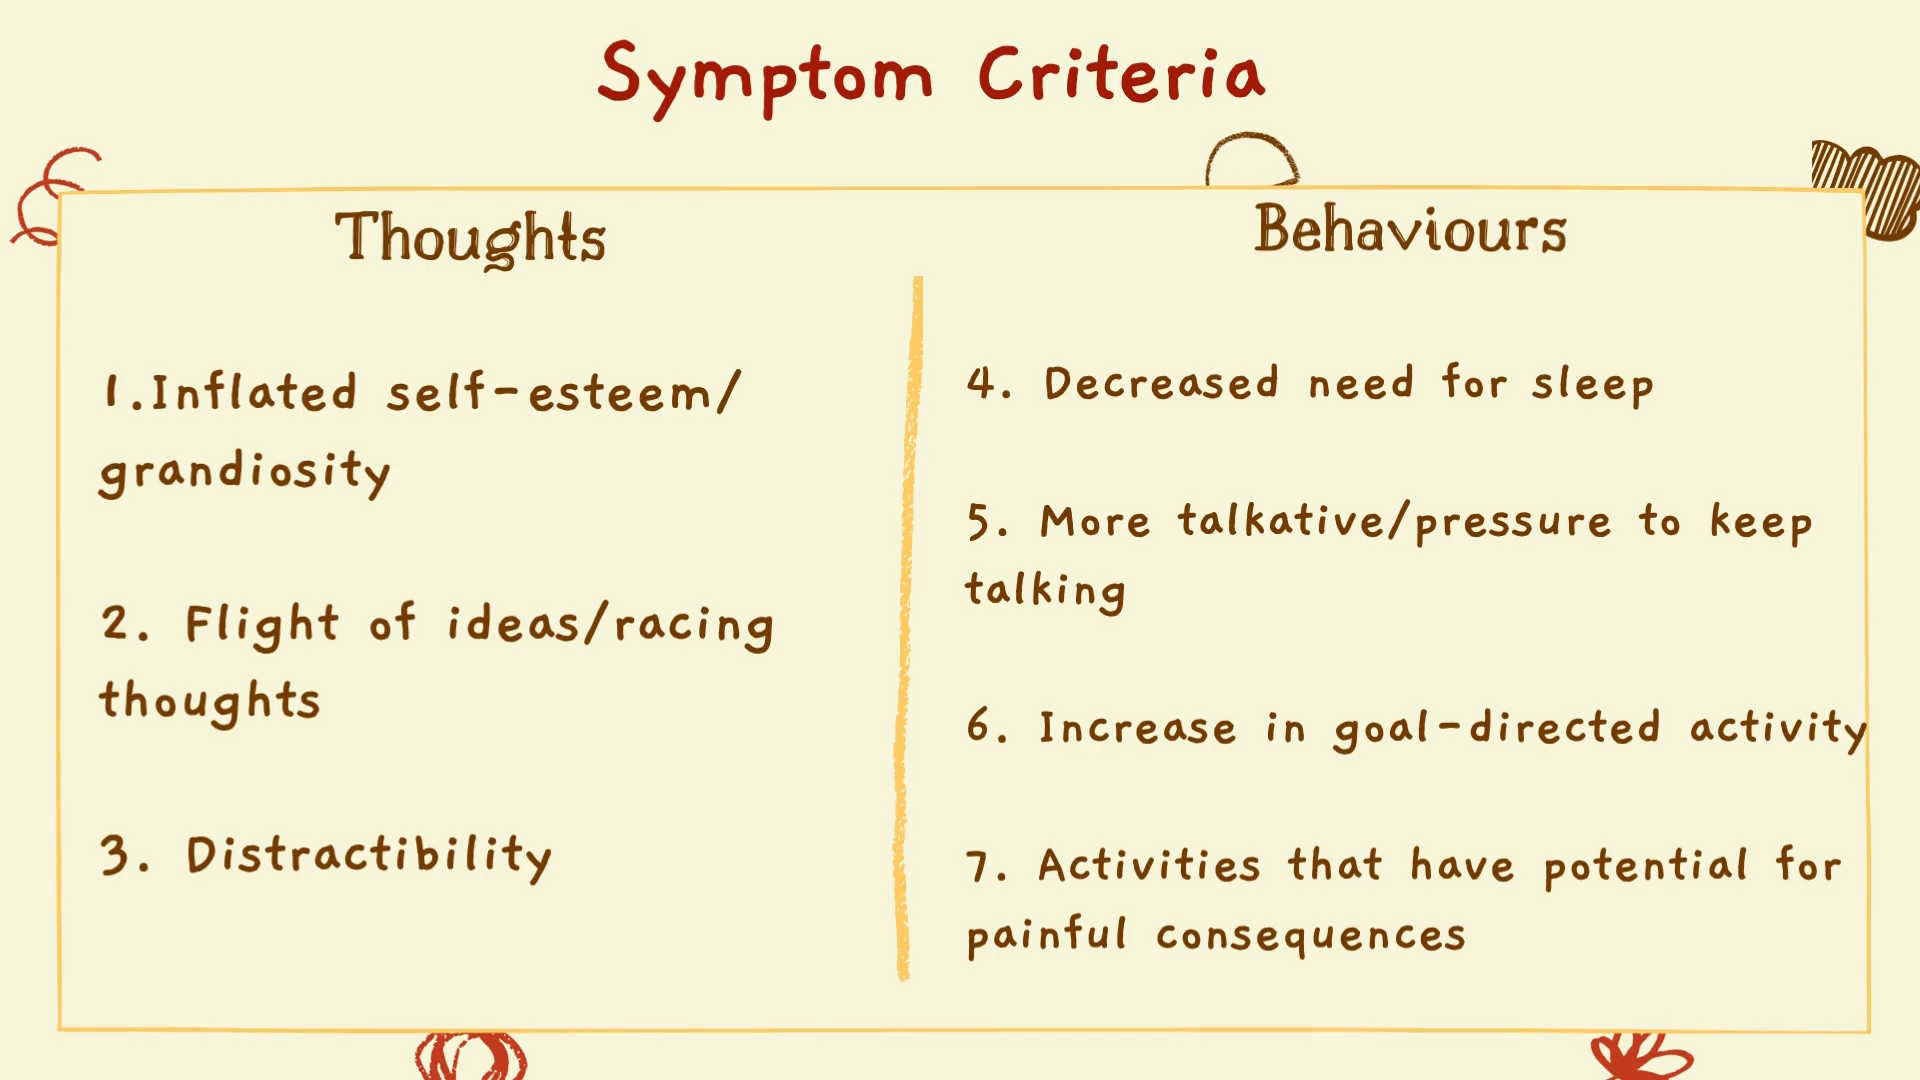 Symptom Criteria
Thoughts
1.Inflated self-esteem/
grandiosity
2. Flight of ideas/racing
thoughts
3. Distractibility
Behaviours
4. Decreased need for sleep
5. More talkative/pressure to keep
talking
6. Increase in goal-directed activity
7. Activities that have potential for
painful consequences